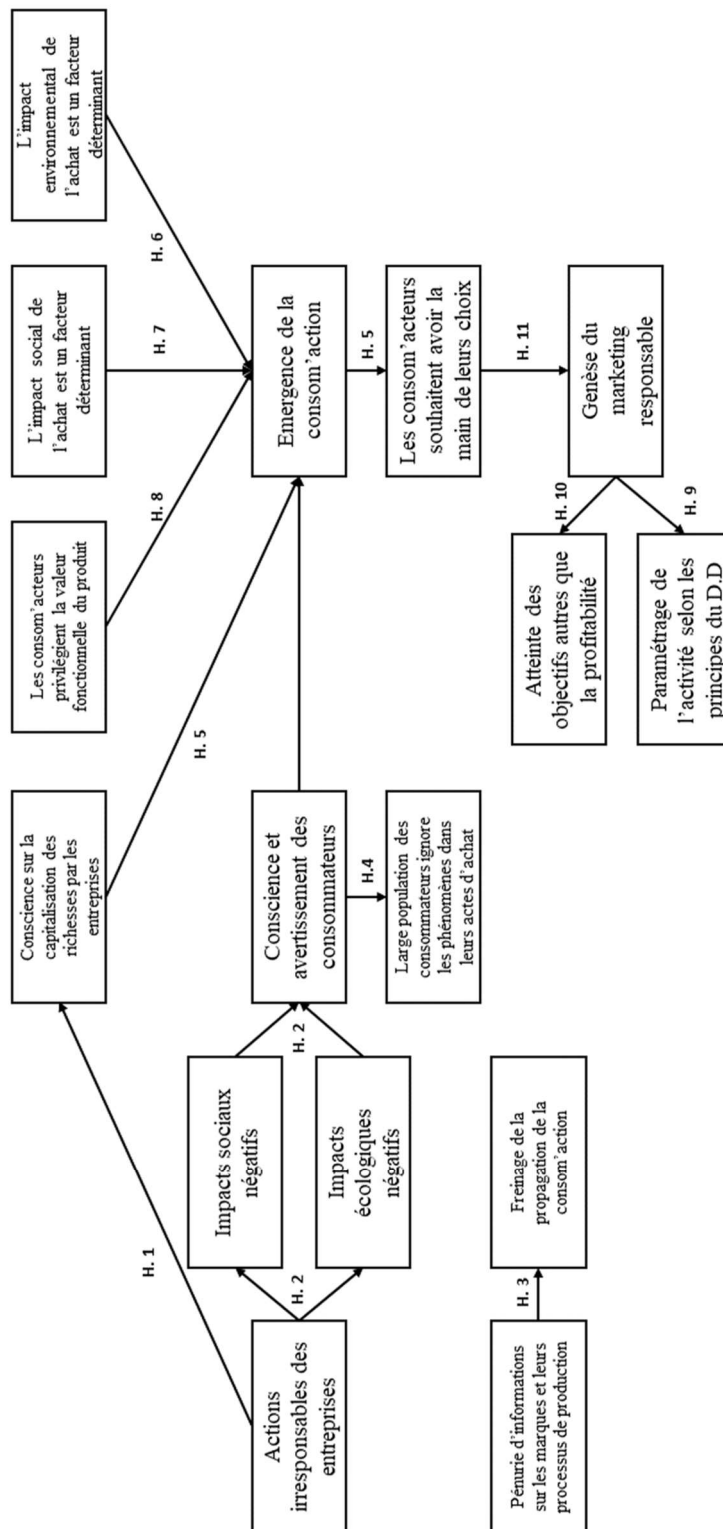 Conscience sur la
capitalisation des
richesses par les
entreprises
Les consom'acteurs
privilégient la valeur
fonctionnelle du produit
L'impact social de
l'achat est un facteur
déterminant
L'impact
environnemental de
l'achat est un facteur
déterminant
H. 1
H. 5
H. 8
H. 7
H. 6
Actions
irresponsables des
entreprises
H. 2
Impacts sociaux
négatifs
Impacts
écologiques
négatifs
H. 2
Conscience et
avertissement des
consommateurs
Emergence de la
consom'action
H.4
H. 5
Large population des
consommateurs ignore
les phénomènes dans
leurs actes d'achat
Les consom'acteurs
souhaitent avoir la
main de leurs choix
Pénurie d'informations
sur les marques et leurs
processus de production
H. 3
Freinage de la
propagation de la
consom'action
H. 11
Genèse du
marketing
responsable
H. 10
H. 9
Atteinte des
objectifs autres que
la profitabilité
Paramétrage de
l'activité selon les
principes du D.D